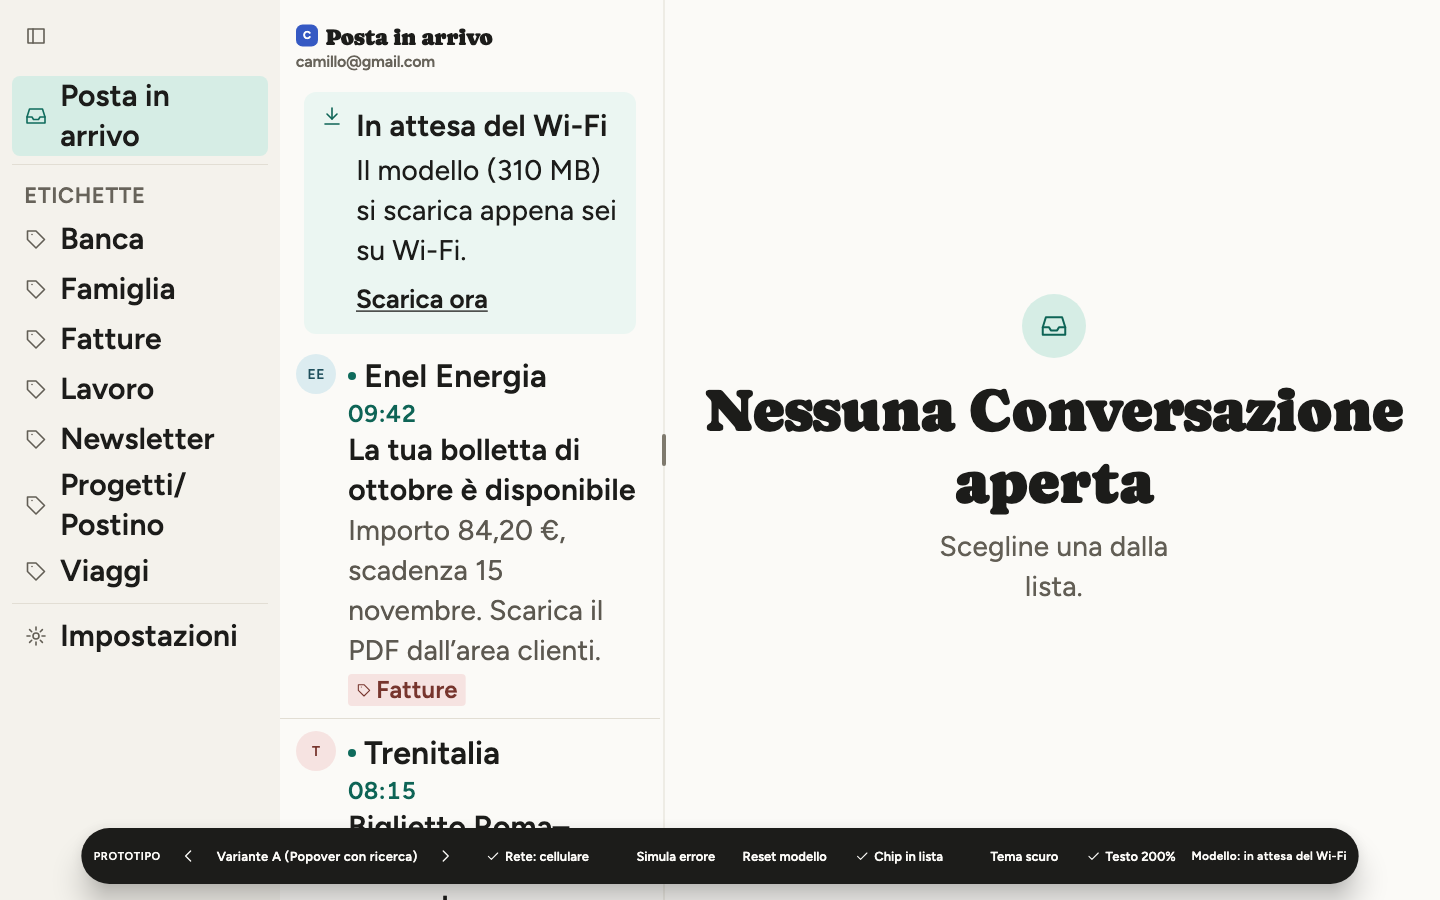 Posta in
arrivo
ETICHETTE
Banca
Famiglia
Fatture
Lavoro
Newsletter
Progetti/
Postino
Viaggi
Impostazioni
C Posta in arrivo
camillo@gmail.com
In attesa del Wi-Fi
Il modello (310 MB)
si scarica appena sei
su Wi-Fi.
Scarica ora
EE Enel Energia
09:42
La tua bolletta di
ottobre è disponibile
Importo 84,20 €,
scadenza 15
novembre. Scarica il
PDF dall’area clienti.
Fatture
T Trenitalia
08:15
Biglietto Roma–
Nessuna Conversazione
aperta
Scegline una dalla
lista.
PROTOTIPO Variante A (Popover con ricerca) Rete: cellulare Simula errore Reset modello Chip in lista Tema scuro Testo 200% Modello: in attesa del Wi-Fi